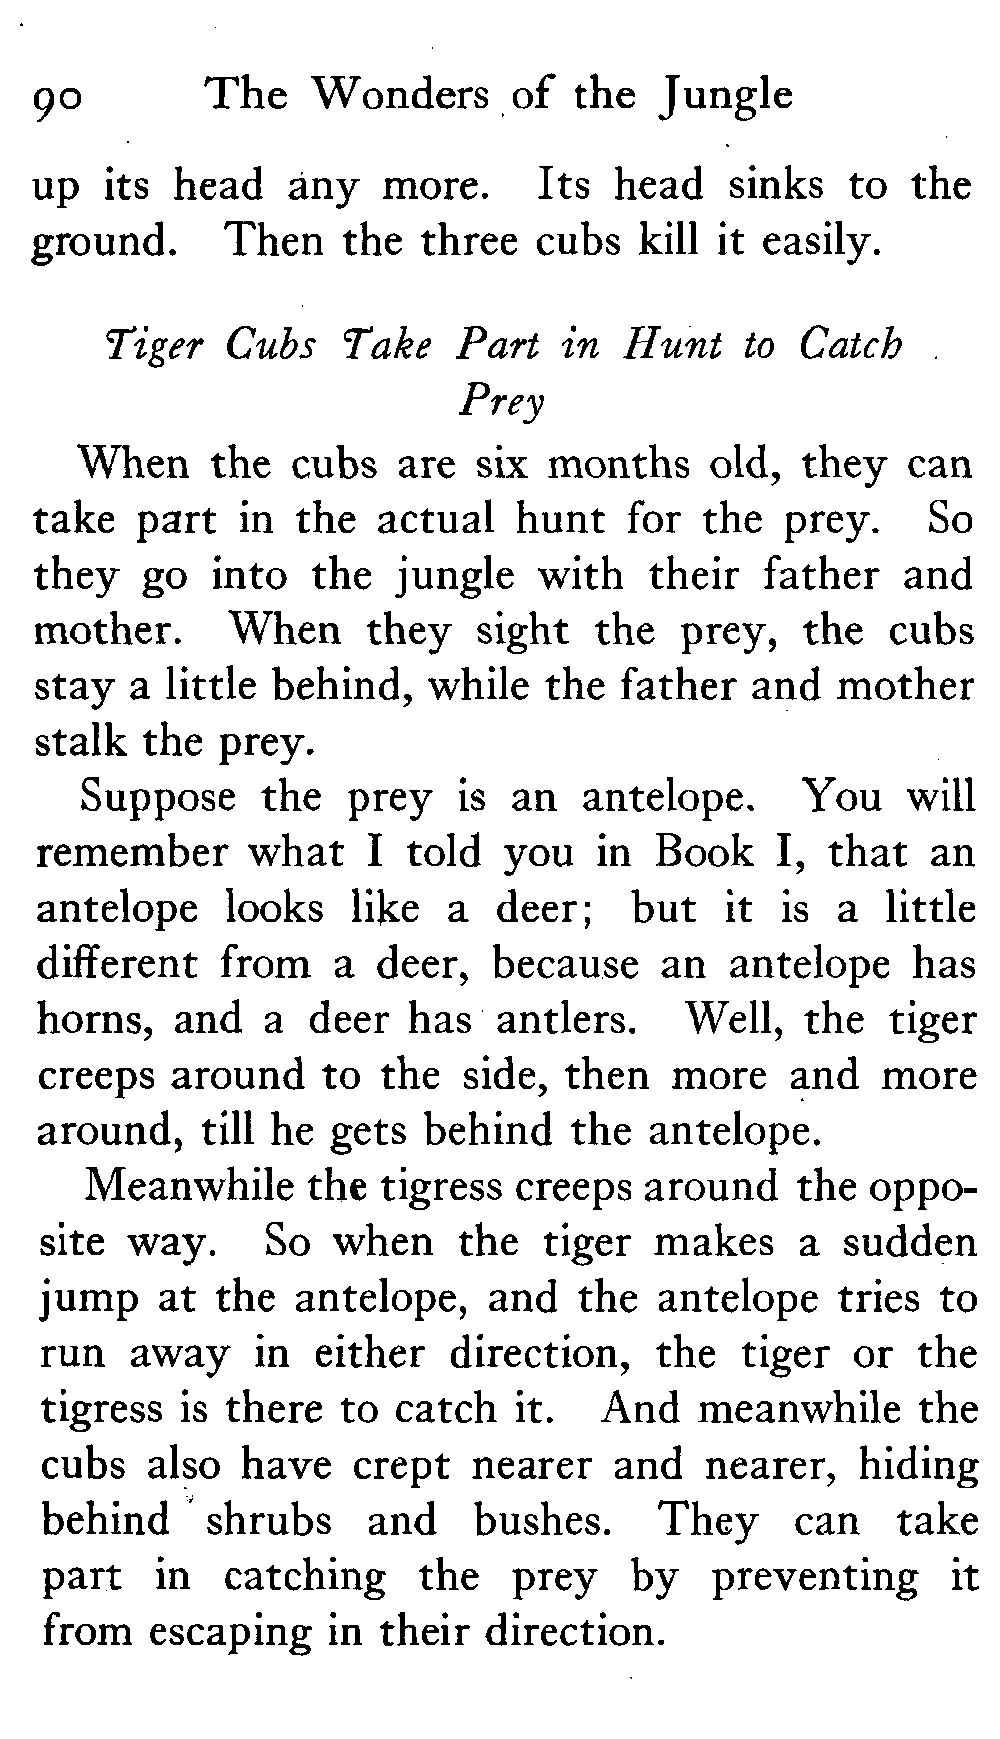 90 The Wonders of the Jungle
up its head any more. Its head sinks to the
ground. Then the three cubs kill it easily.
Tiger Cubs Take Part in Hunt to Catch
Prey
When the cubs are six months old, they can
take part in the actual hunt for the prey. So
they go into the jungle with their father and
mother. When they sight the prey, the cubs
stay a little behind, while the father and mother
stalk the prey.
Suppose the prey is an antelope. You will
remember what I told you in Book I, that an
antelope looks like a deer; but it is a little
different from a deer, because an antelope has
horns, and a deer has antlers. Well, the tiger
creeps around to the side, then more and more
around, till he gets behind the antelope.
Meanwhile the tigress creeps around the oppo-
site way. So when the tiger makes a sudden
jump at the antelope, and the antelope tries to
run away in either direction, the tiger or the
tigress is there to catch it. And meanwhile the
cubs also have crept nearer and nearer, hiding
behind shrubs and bushes. They can take
part in catching the prey by preventing it
from escaping in their direction.